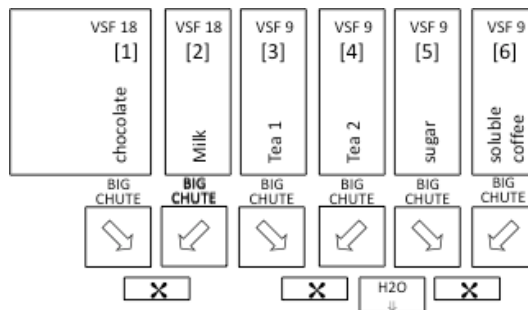 VSF 18
[1]
chocolate
VSF 18
[2]
Milk
VSF 9
[3]
Tea 1
VSF 9
[4]
Tea 2
VSF 9
[5]
sugar
VSF 9
[6]
soluble
coffee
BIG
CHUTE
BIG
CHUTE
BIG
CHUTE
BIG
CHUTE
BIG
CHUTE
BIG
CHUTE
H2O